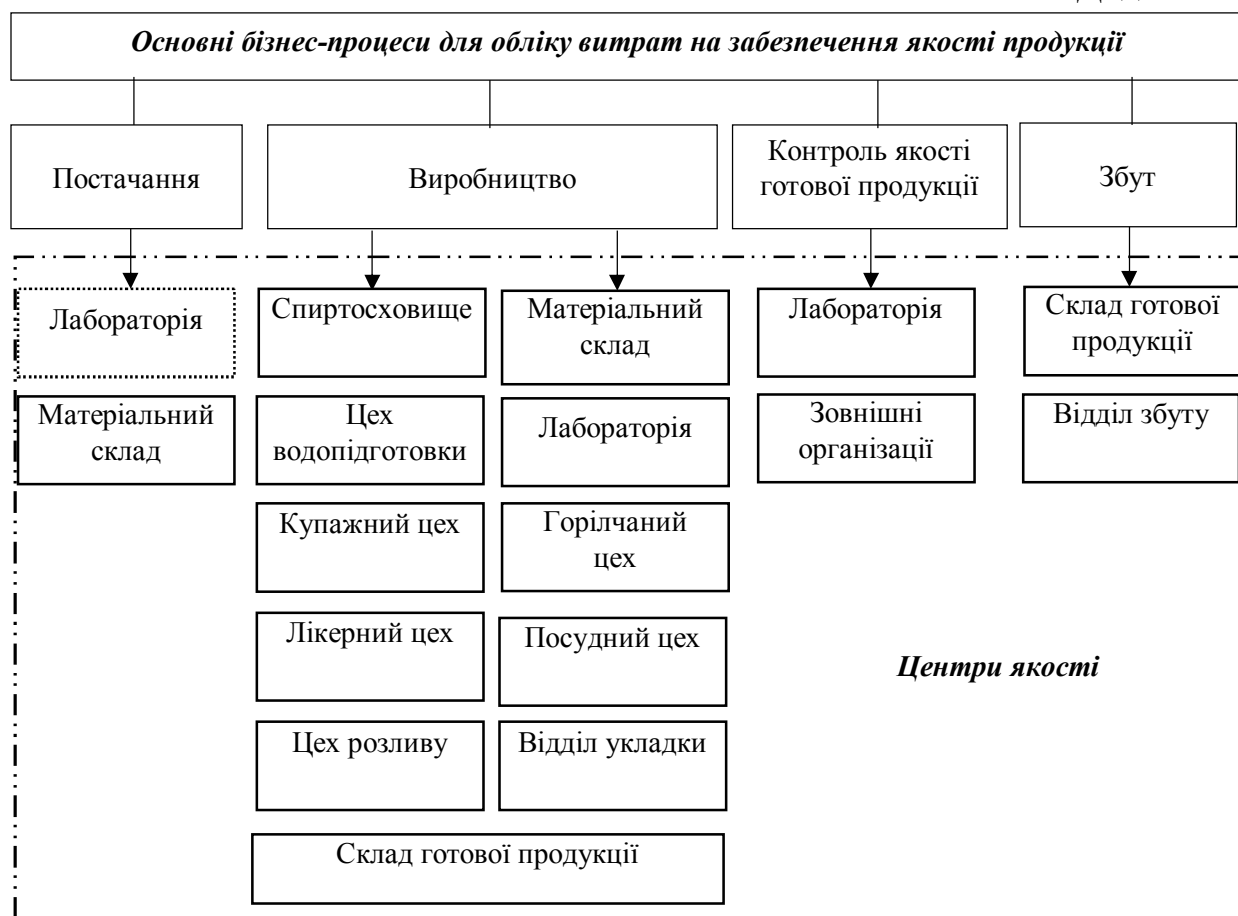 Основні бізнес-процеси для обліку витрат на забезпечення якості продукції
Постачання
Виробництво
Контроль якості
готової продукції
Збут
Лабораторія
Спиртосховище
Матеріальний
склад
Лабораторія
Склад готової
продукції
Матеріальний
склад
Цех
водопідготовки
Лабораторія
Зовнішні
організації
Відділ збуту
Купажний цех
Горілчаний
цех
Лікерний цех
Посудний цех
Центри якості
Цех розливу
Відділ укладки
Склад готової продукції